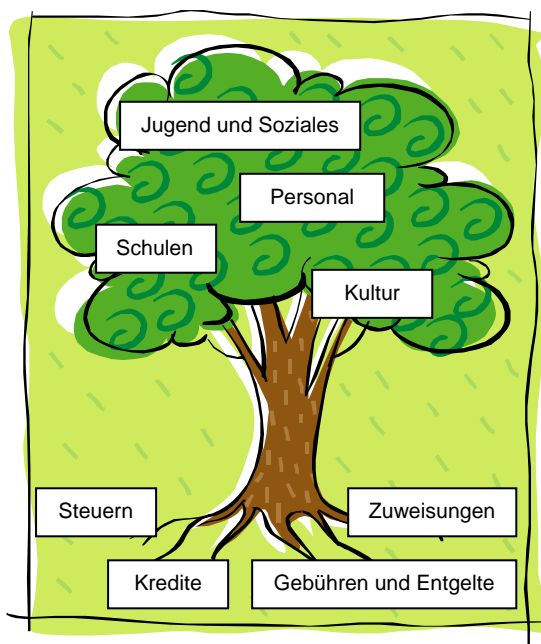 Jugend und Soziales
Personal
Schulen
Kultur
Steuern
Zuweisungen
Kredite
Gebühren und Entgelte